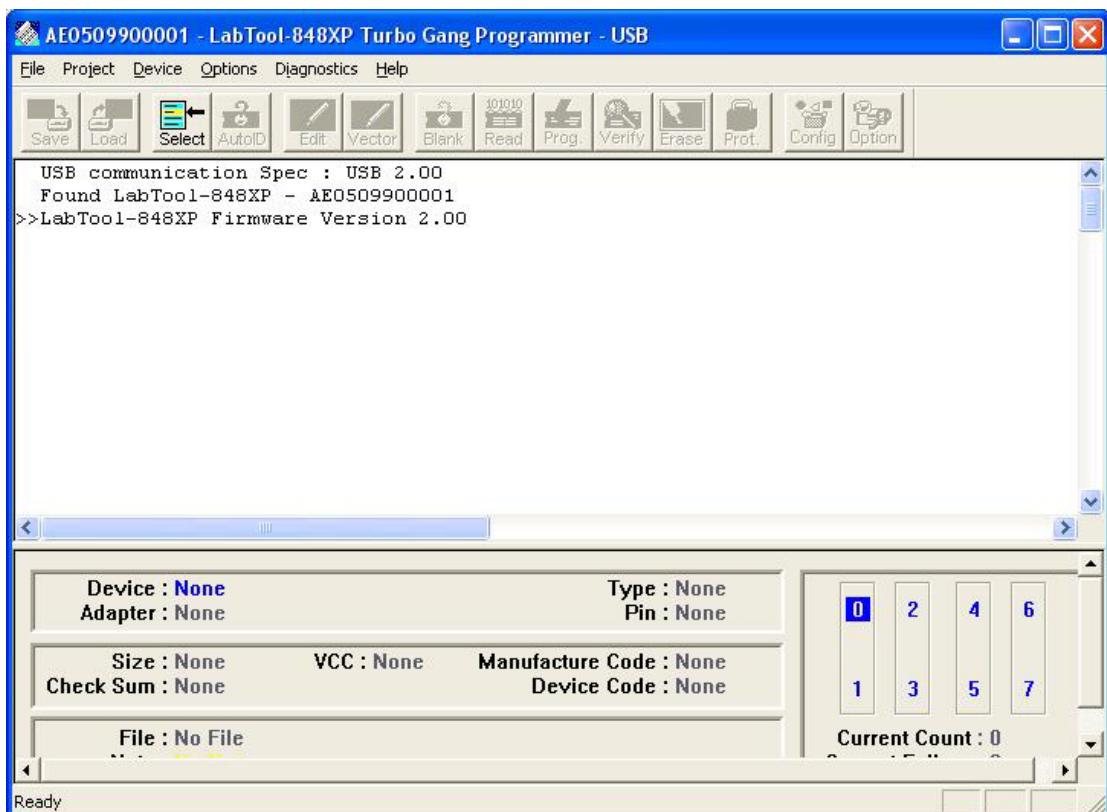 AE0509900001 - LabTool-848XP Turbo Gang Programmer - USB
File Project Device Options Diagnostics Help
Save Load Select AutoID Edit Vector Blank Read Prog. Verify Erase Prot. Config Option
USB communication Spec : USB 2.00
Found LabTool-848XP - AE0509900001
>>LabTool-848XP Firmware Version 2.00
Device : None Type : None
Adapter : None Pin : None
Size : None VCC : None Manufacture Code : None
Check Sum : None Device Code : None
File : No File
0 2 4 6
1 3 5 7
Current Count : 0
Ready